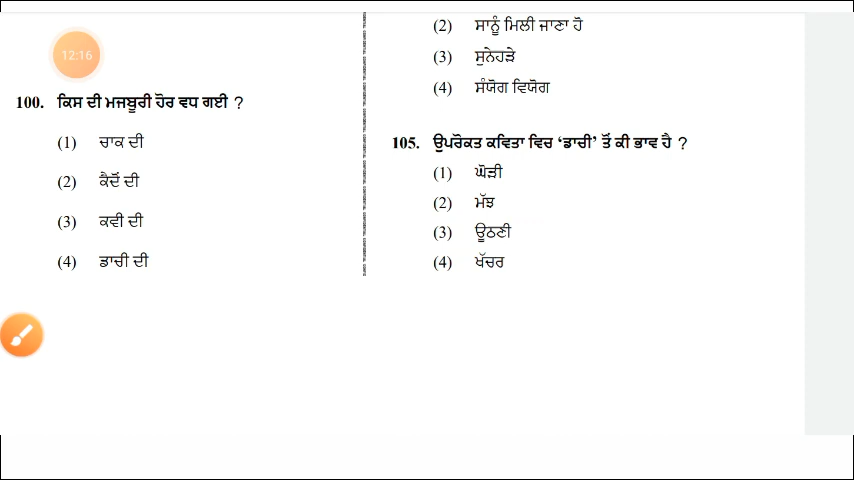 12:16
100. ਕਿਸ ਦੀ ਮਜਬੂਰੀ ਹੋਰ ਵਧ ਗਈ ?
(1) ਚਾਕ ਦੀ
(2) ਕੈਦੋਂ ਦੀ
(3) ਕਵੀ ਦੀ
(4) ਡਾਚੀ ਦੀ
(2) ਸਾਨੂੰ ਮਿਲੀ ਜਾਣਾ ਹੋ
(3) ਸੁਨੇਹੜੇ
(4) ਸੰਯੋਗ ਵਿਯੋਗ
105. ਉਪਰੋਕਤ ਕਵਿਤਾ ਵਿਚ ‘ਡਾਚੀ’ ਤੋਂ ਕੀ ਭਾਵ ਹੈ ?
(1) ਘੋੜੀ
(2) ਮੱਝ
(3) ਊਠਣੀ
(4) ਖੱਚਰ